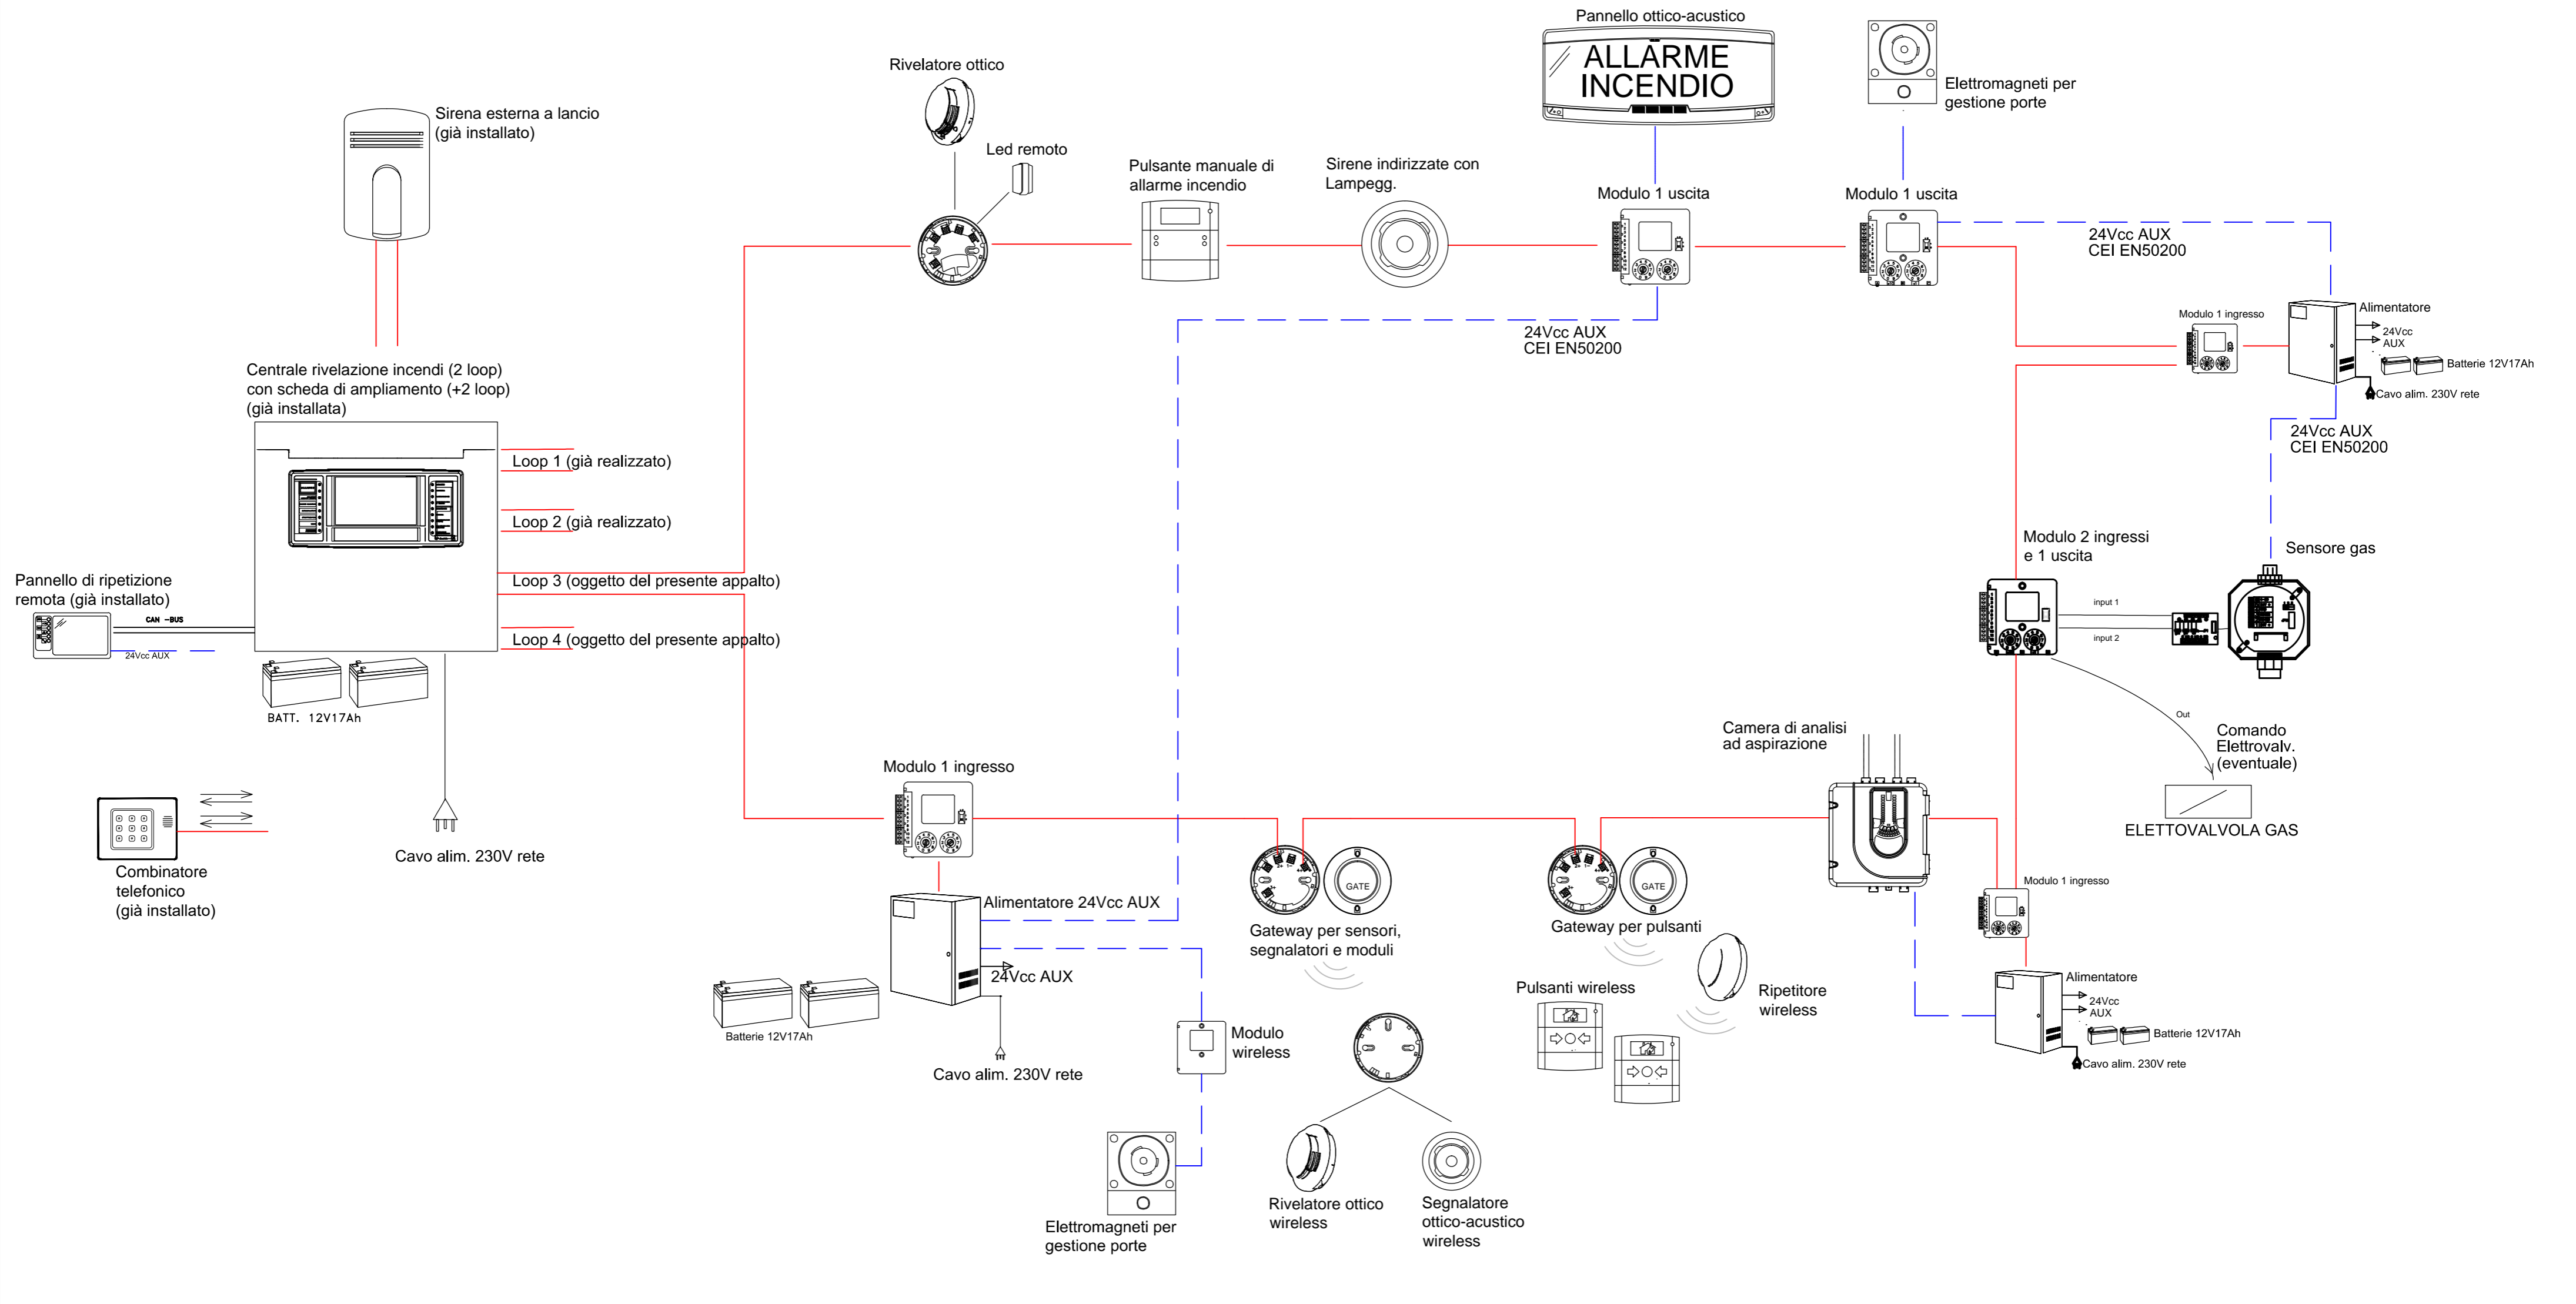 Pannello ottico-acustico
ALLARME
INCENDIO
Elettromagneti per
gestione porte
Rivelatore ottico
Led remoto
Sirena esterna a lancio
(già installato)
Pulsante manuale di
allarme incendio
Sirene indirizzate con
Lampegg.
Modulo 1 uscita
Modulo 1 uscita
24Vcc AUX
CEI EN50200
24Vcc AUX
CEI EN50200
Modulo 1 ingresso
Alimentatore
24Vcc
AUX
Batterie 12V17Ah
Cavo alim. 230V rete
24Vcc AUX
CEI EN50200
Centrale rivelazione incendi (2 loop)
con scheda di ampliamento (+2 loop)
(già installata)
Loop 1 (già realizzato)
Loop 2 (già realizzato)
Loop 3 (oggetto del presente appalto)
Loop 4 (oggetto del presente appalto)
Pannello di ripetizione
remota (già installato)
CAN -BUS
24Vcc AUX
BATT. 12V17Ah
Cavo alim. 230V rete
Combinatore
telefonico
(già installato)
Modulo 2 ingressi
e 1 uscita
Sensore gas
input 1
input 2
Out
Comando
Elettrovalv.
(eventuale)
ELETTOVALVOLA GAS
Camera di analisi
ad aspirazione
Modulo 1 ingresso
Alimentatore 24Vcc AUX
24Vcc AUX
Batterie 12V17Ah
Cavo alim. 230V rete
GATE
Gateway per sensori,
segnalatori e moduli
GATE
Gateway per pulsanti
Modulo 1 ingresso
Alimentatore
24Vcc
AUX
Batterie 12V17Ah
Cavo alim. 230V rete
Pulsanti wireless
Ripetitore
wireless
Modulo
wireless
Elettromagneti per
gestione porte
Rivelatore ottico
wireless
Segnalatore
ottico-acustico
wireless